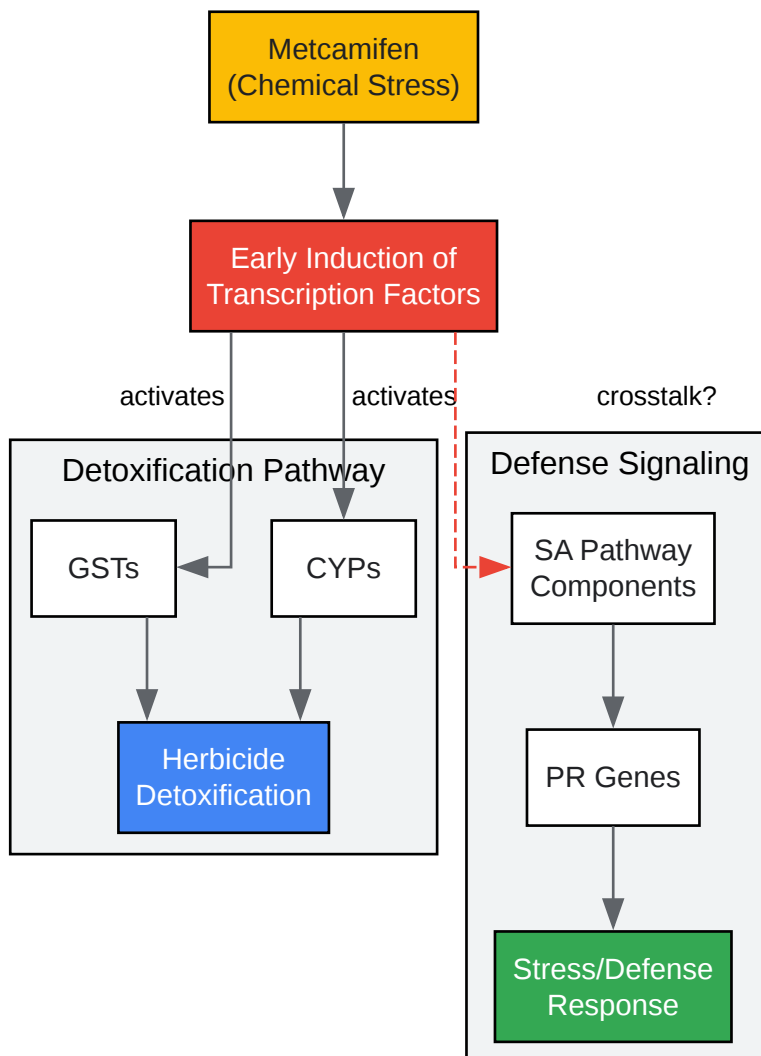 Metcamifen
(Chemical Stress)
Early Induction of
Transcription Factors
activates
activates
crosstalk?
Detoxification Pathway
Defense Signaling
GSTs
CYPs
SA Pathway
Components
Herbicide
Detoxification
PR Genes
Stress/Defense
Response